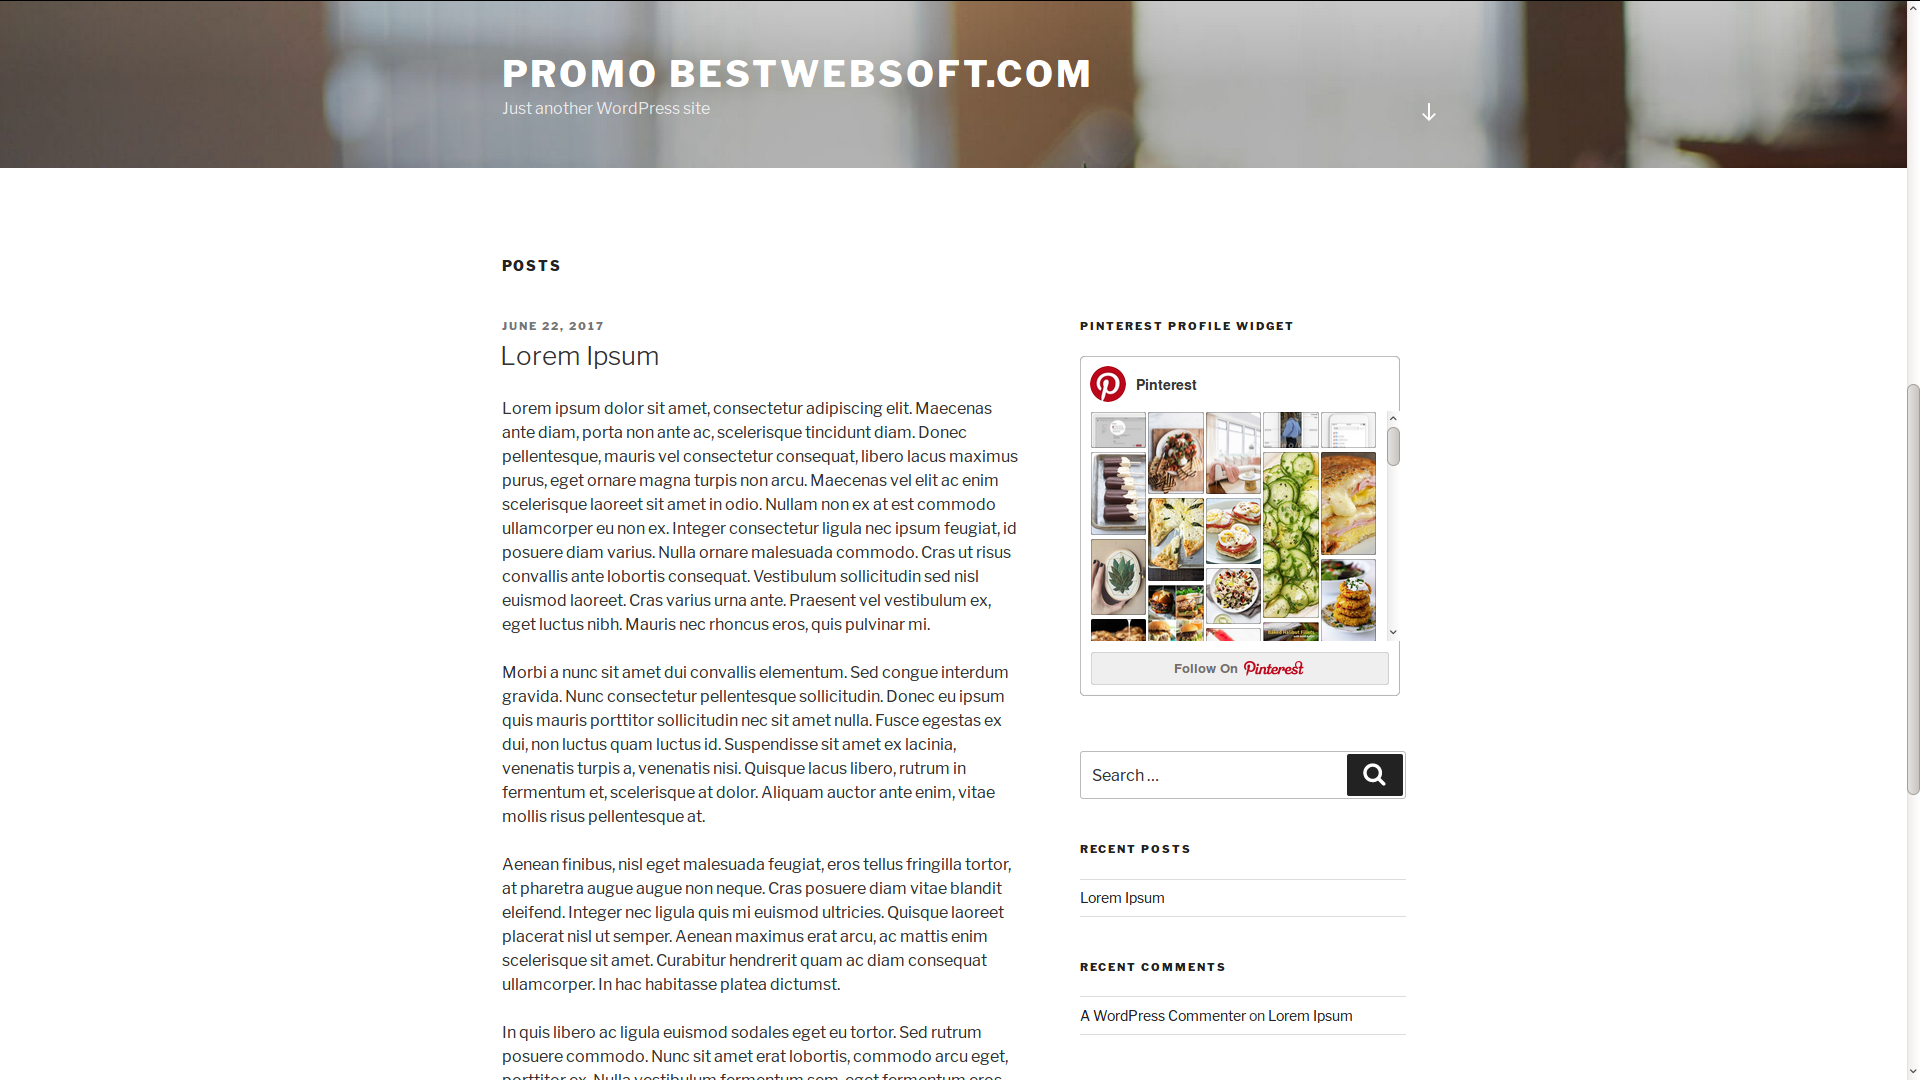 PROMO BESTWEBSOFT.COM
Just another WordPress site
POSTS
JUNE 22, 2017
Lorem Ipsum
Lorem ipsum dolor sit amet, consectetur adipiscing elit. Maecenas
ante diam, porta non ante ac, scelerisque tincidunt diam. Donec
pellentesque, mauris vel consectetur consequat, libero lacus maximus
purus, eget ornare magna turpis non arcu. Maecenas vel elit ac enim
scelerisque laoreet sit amet in odio. Nullam non ex at est commodo
ullamcorper eu non ex. Integer consectetur ligula nec ipsum feugiat, id
posuere diam varius. Nulla ornare malesuada commodo. Cras ut risus
convallis ante lobortis consequat. Vestibulum sollicitudin sed nisl
euismod laoreet. Cras varius urna ante. Praesent vel vestibulum ex,
eget luctus nibh. Mauris nec rhoncus eros, quis pulvinar mi.
Morbi a nunc sit amet dui convallis elementum. Sed congue interdum
gravida. Nunc consectetur pellentesque sollicitudin. Donec eu ipsum
quis mauris porttitor sollicitudin nec sit amet nulla. Fusce egestas ex
dui, non luctus quam luctus id. Suspendisse sit amet ex lacinia,
venenatis turpis a, venenatis nisi. Quisque lacus libero, rutrum in
fermentum et, scelerisque at dolor. Aliquam auctor ante enim, vitae
mollis risus pellentesque at.
Aenean finibus, nisl eget malesuada feugiat, eros tellus fringilla tortor,
at pharetra augue augue non neque. Cras posuere diam vitae blandit
eleifend. Integer nec ligula quis mi euismod ultricies. Quisque laoreet
placerat nisl ut semper. Aenean maximus erat arcu, ac mattis enim
scelerisque sit amet. Curabitur hendrerit quam ac diam consequat
ullamcorper. In hac habitasse platea dictumst.
In quis libero ac ligula euismod sodales eget eu tortor. Sed rutrum
posuere commodo. Nunc sit amet erat lobortis, commodo arcu eget,
porttitor ex. Nulla vestibulum fermentum sem, eget fermentum eros
PINTEREST PROFILE WIDGET
Pinterest
Follow On Pinterest
Search …
RECENT POSTS
Lorem Ipsum
RECENT COMMENTS
A WordPress Commenter on Lorem Ipsum